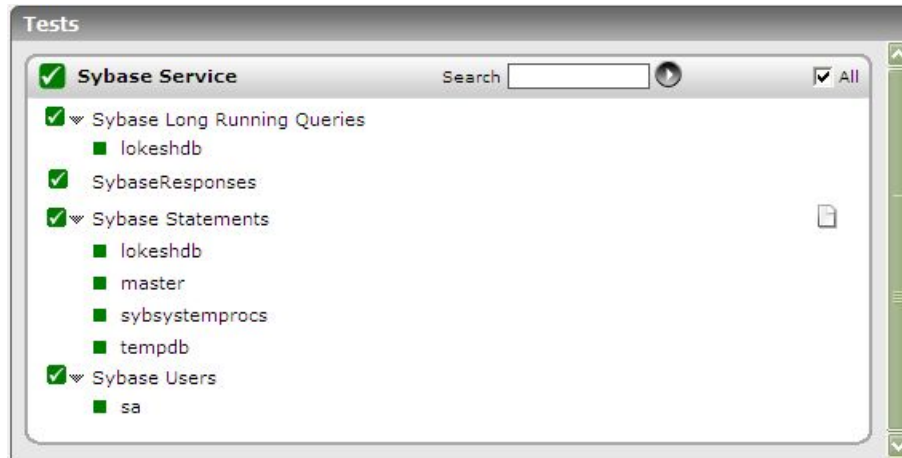 Tests
Sybase Service Search All
Sybase Long Running Queries
lokeshdb
SybaseResponses
Sybase Statements
lokeshdb
master
sybsystemprocs
tempdb
Sybase Users
sa